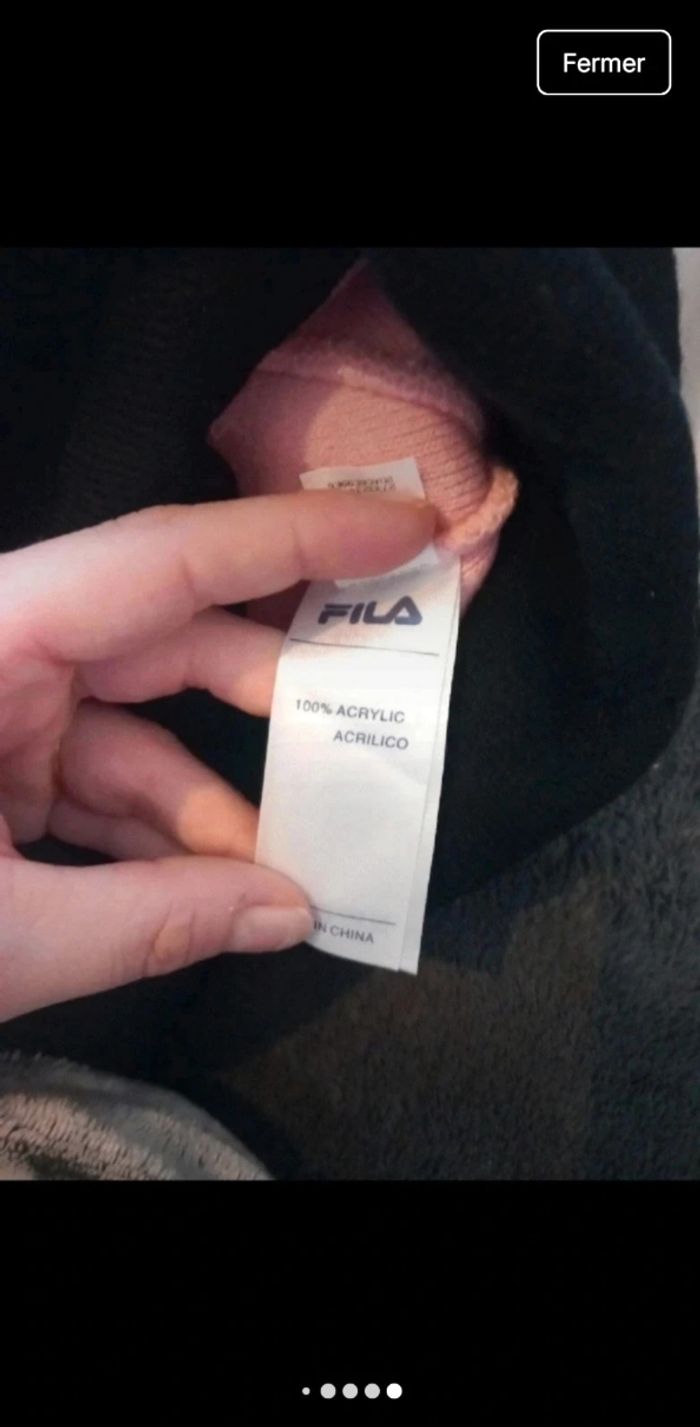 Fermer
FILA
100% ACRYLIC
ACRILICO
IN CHINA